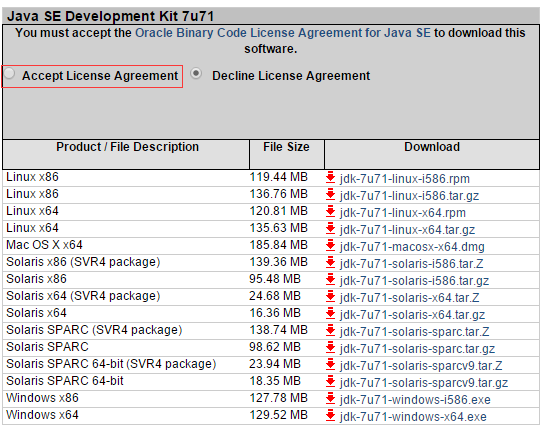 Java SE Development Kit 7u71
You must accept the Oracle Binary Code License Agreement for Java SE to download this
software.
Accept License Agreement Decline License Agreement
Product / File Description File Size Download
Linux x86 119.44 MB jdk-7u71-linux-i586.rpm
Linux x86 136.76 MB jdk-7u71-linux-i586.tar.gz
Linux x64 120.81 MB jdk-7u71-linux-x64.rpm
Linux x64 135.63 MB jdk-7u71-linux-x64.tar.gz
Mac OS X x64 185.84 MB jdk-7u71-macosx-x64.dmg
Solaris x86 (SVR4 package) 139.36 MB jdk-7u71-solaris-i586.tar.Z
Solaris x86 95.48 MB jdk-7u71-solaris-i586.tar.gz
Solaris x64 (SVR4 package) 24.68 MB jdk-7u71-solaris-x64.tar.Z
Solaris x64 16.36 MB jdk-7u71-solaris-x64.tar.gz
Solaris SPARC (SVR4 package) 138.74 MB jdk-7u71-solaris-sparc.tar.Z
Solaris SPARC 98.62 MB jdk-7u71-solaris-sparc.tar.gz
Solaris SPARC 64-bit (SVR4 package) 23.94 MB jdk-7u71-solaris-sparcv9.tar.Z
Solaris SPARC 64-bit 18.35 MB jdk-7u71-solaris-sparcv9.tar.gz
Windows x86 127.78 MB jdk-7u71-windows-i586.exe
Windows x64 129.52 MB jdk-7u71-windows-x64.exe